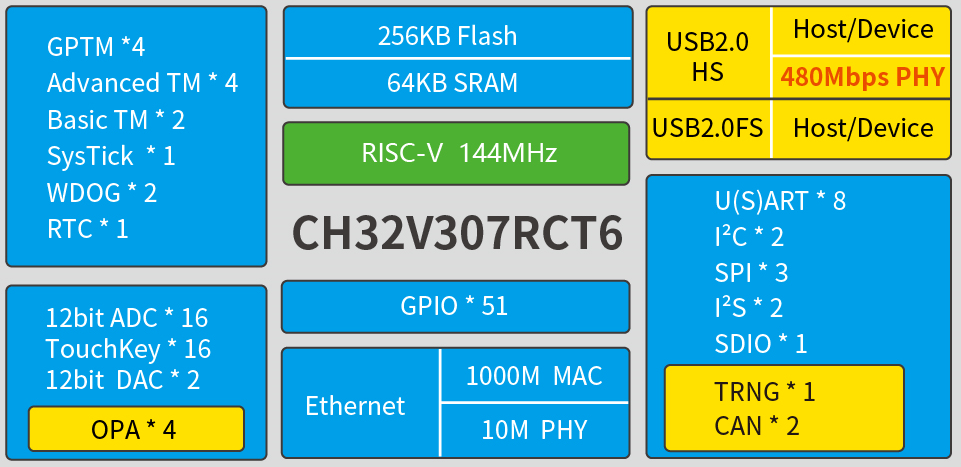 GPTM *4
Advanced TM * 4
Basic TM * 2
SysTick * 1
WDOG * 2
RTC * 1
12bit ADC * 16
TouchKey * 16
12bit DAC * 2
OPA * 4
256KB Flash
64KB SRAM
RISC-V 144MHz
CH32V307RCT6
GPIO * 51
Ethernet
1000M MAC
10M PHY
USB2.0
HS
Host/Device
480Mbps PHY
USB2.0FS
Host/Device
U(S)ART * 8
I²C * 2
SPI * 3
I²S * 2
SDIO * 1
TRNG * 1
CAN * 2